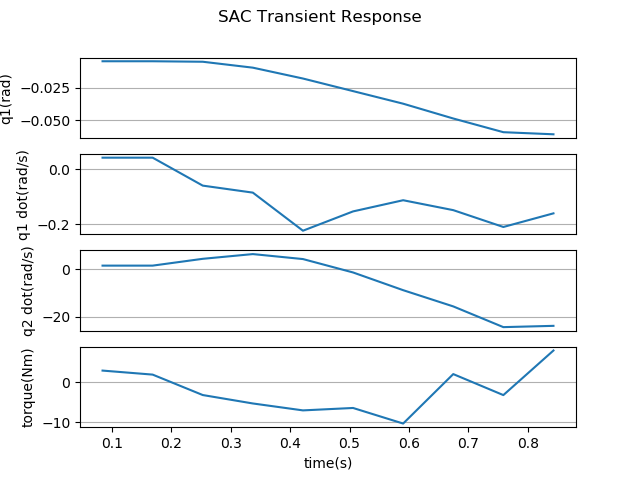 SAC Transient Response
q1(rad)
−0.025
−0.050
q1 dot(rad/s)
0.0
−0.2
q2 dot(rad/s)
0
−20
torque(Nm)
0
−10
0.1 0.2 0.3 0.4 0.5 0.6 0.7 0.8
time(s)